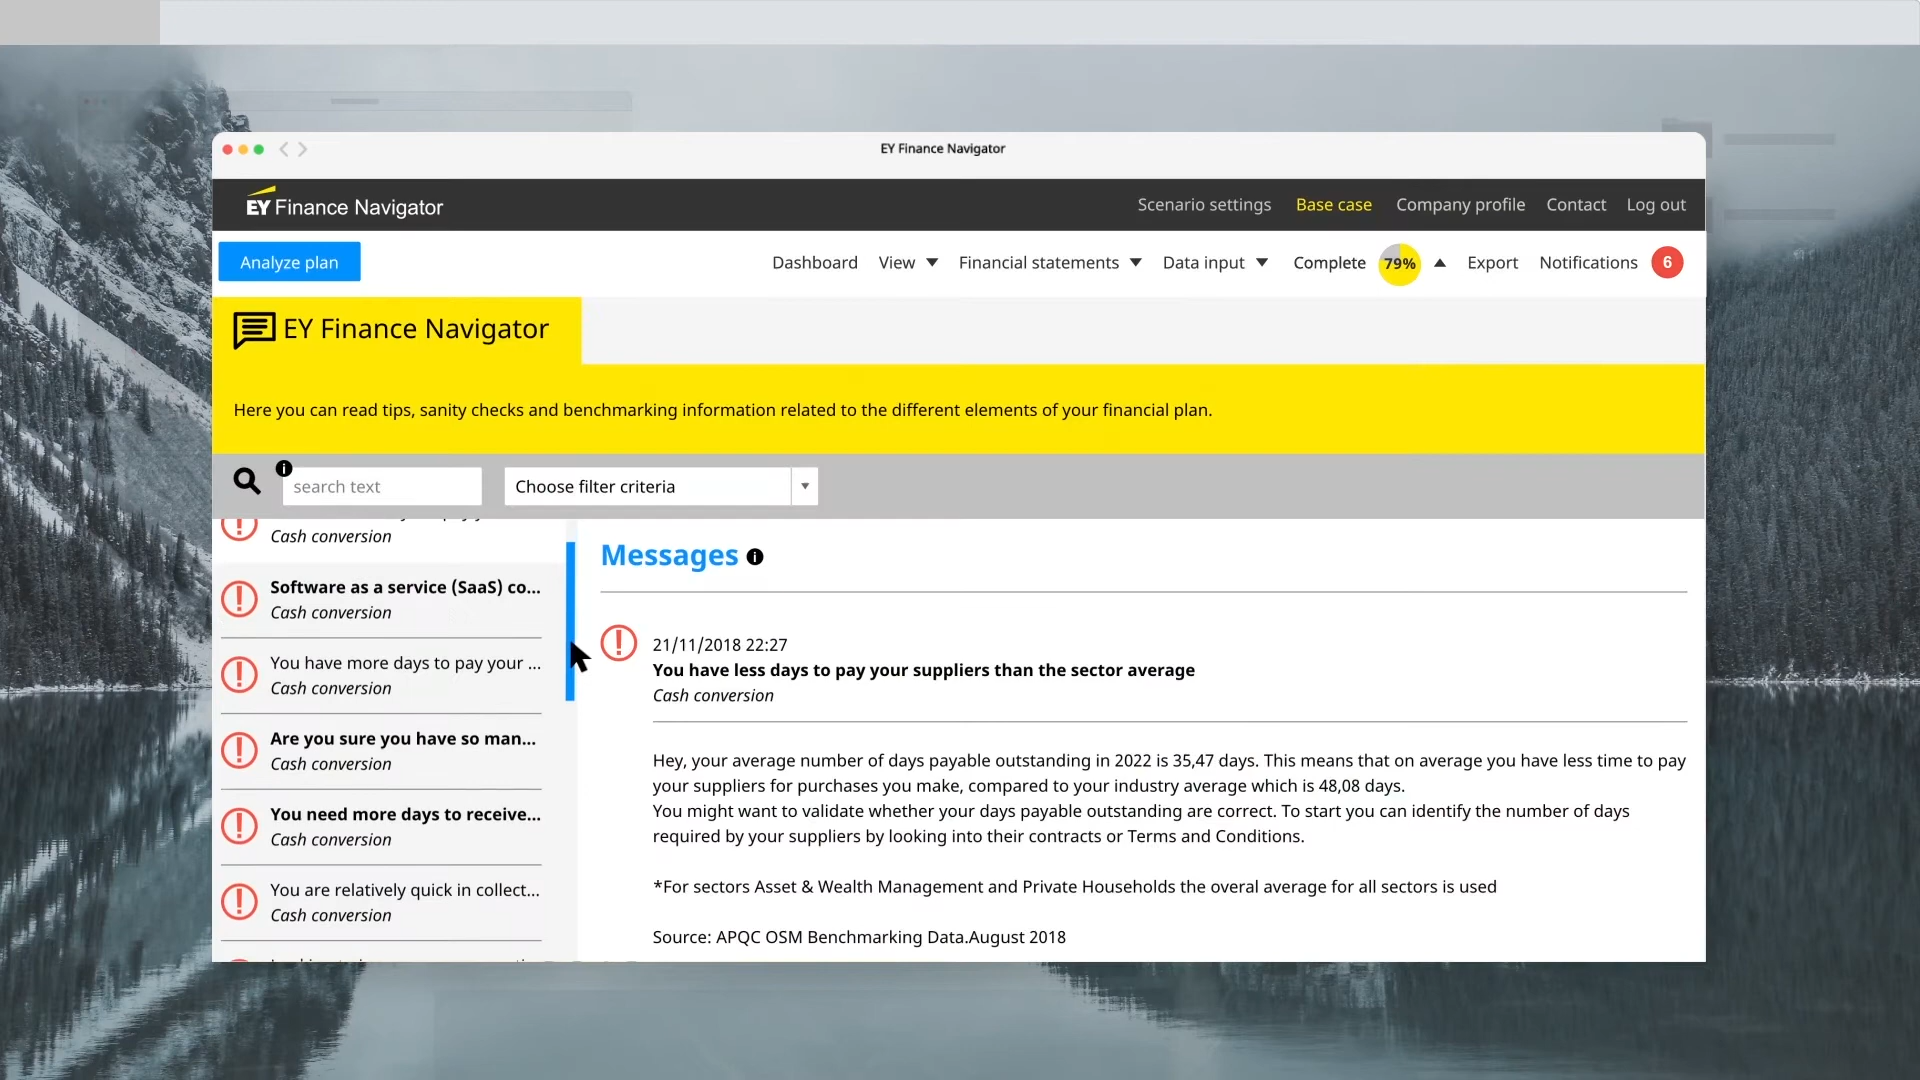 EY Finance Navigator
EY Finance Navigator
Scenario settings Base case Company profile Contact Log out
Analyze plan
Dashboard View Financial statements Data input Complete 79% Export Notifications 6
EY Finance Navigator
Here you can read tips, sanity checks and benchmarking information related to the different elements of your financial plan.
search text
Choose filter criteria
Cash conversion
Software as a service (SaaS) co...
Cash conversion
You have more days to pay your ...
Cash conversion
Are you sure you have so man...
Cash conversion
You need more days to receive...
Cash conversion
You are relatively quick in collect...
Cash conversion
Messages
21/11/2018 22:27
You have less days to pay your suppliers than the sector average
Cash conversion
Hey, your average number of days payable outstanding in 2022 is 35,47 days. This means that on average you have less time to pay
your suppliers for purchases you make, compared to your industry average which is 48,08 days.
You might want to validate whether your days payable outstanding are correct. To start you can identify the number of days
required by your suppliers by looking into their contracts or Terms and Conditions.
*For sectors Asset & Wealth Management and Private Households the overal average for all sectors is used
Source: APQC OSM Benchmarking Data.August 2018